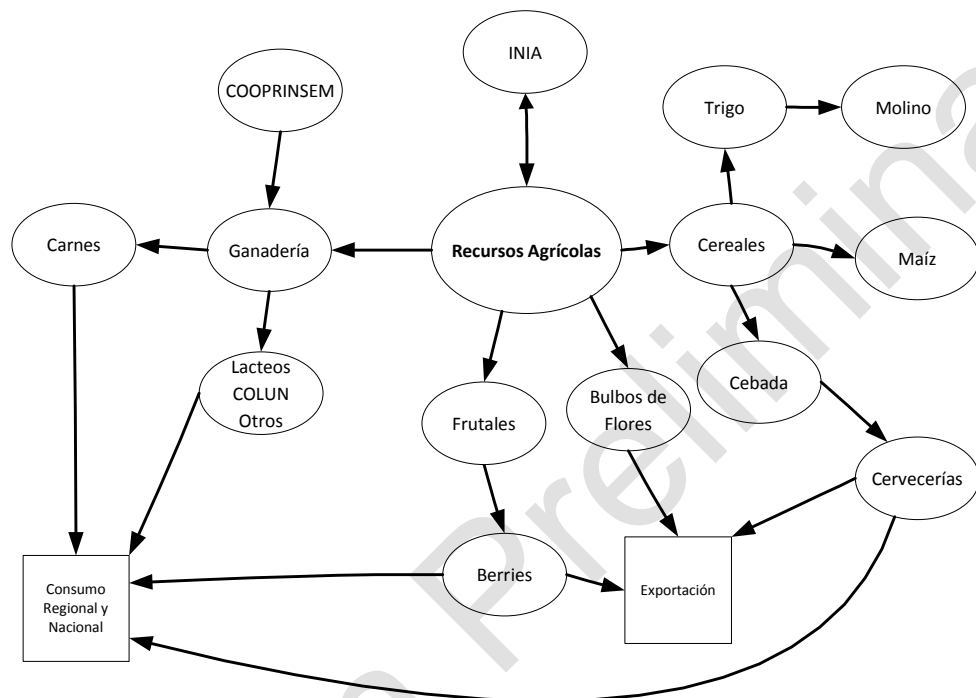 INIA
COOPRINSEM
Trigo
Molino
Carnes
Ganadería
Recursos Agrícolas
Cereales
Maíz
Lacteos
COLUN
Otros
Frutales
Bulbos de
Flores
Cebada
Cervecerías
Consumo
Regional y
Nacional
Berries
Exportación